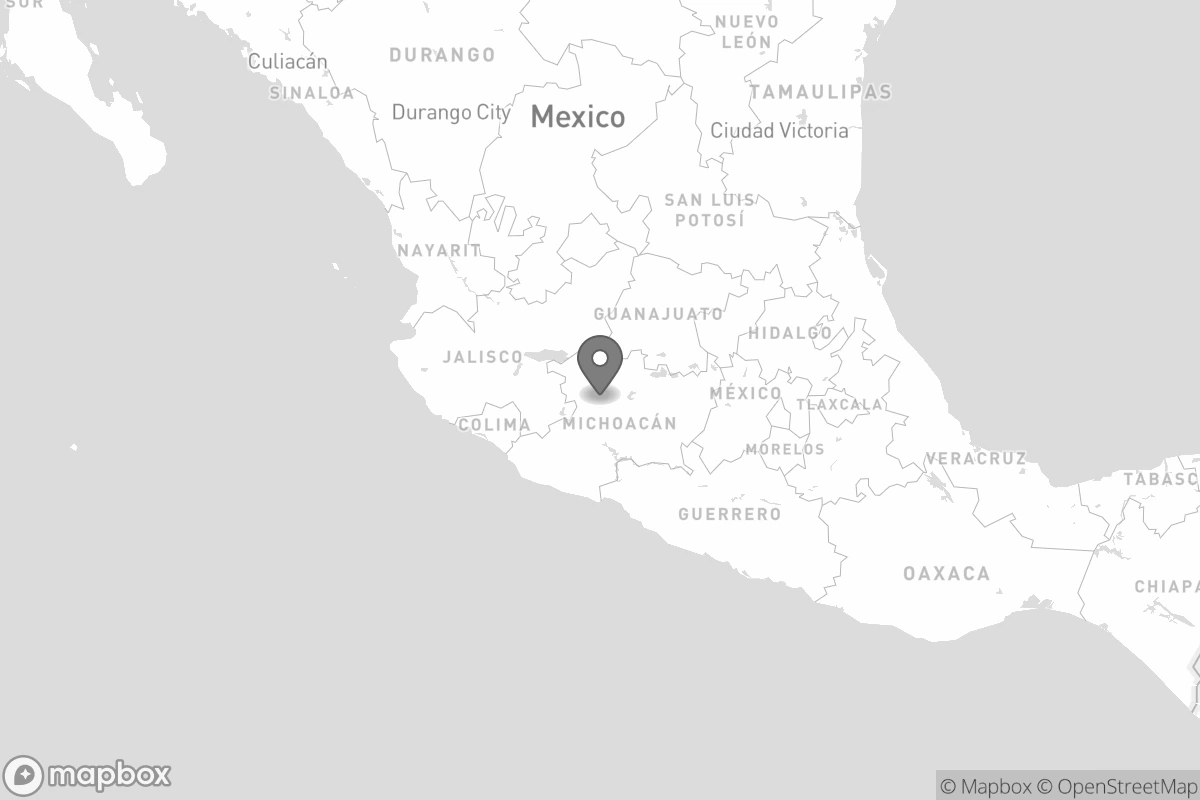 SUR
NUEVO
LEÓN
DURANGO
Culiacán
SINALOA
TAMAULIPAS
Durango City
Mexico
Ciudad Victoria
SAN LUIS
POTOSÍ
NAYARIT
GUANAJUATO
HIDALGO
JALISCO
MÉXICO
TLAXCALA
COLIMA
MICHOACÁN
MORELOS
VERACRUZ
TABASC
GUERRERO
OAXACA
CHIAPA
mapbox
© Mapbox © OpenStreetMap